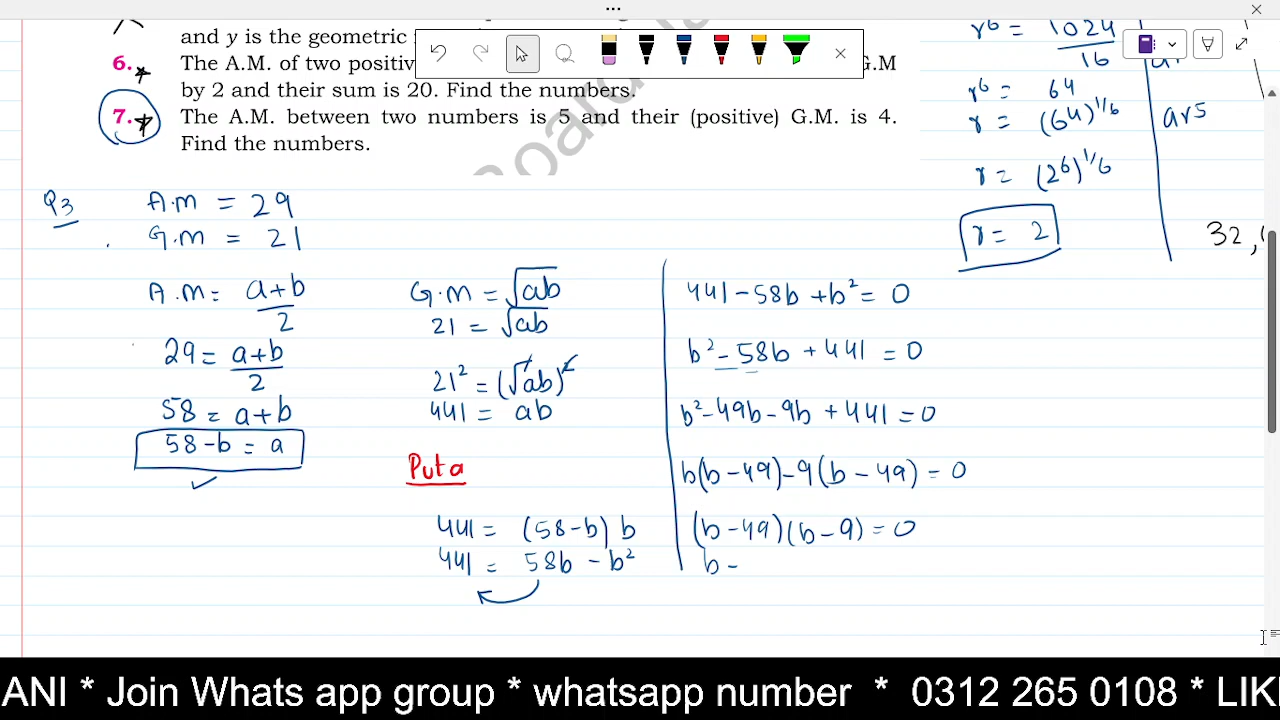 and y is the geometric
6. The A.M. of two positiv G.M
by 2 and their sum is 20. Find the numbers.
7. The A.M. between two numbers is 5 and their (positive) G.M. is 4.
Find the numbers.
Q3
A.M = 29
G.M = 21
A.M = a+b/2
29 = a+b/2
58 = a+b
58-b = a
G.M = √ab
21 = √ab
21² = (√ab)²
441 = ab
Put a
441 = (58-b) b
441 = 58b - b²
441 - 58b + b² = 0
b² - 58b + 441 = 0
b² - 49b - 9b + 441 = 0
b(b - 49) - 9(b - 49) = 0
(b - 49)(b - 9) = 0
b -
r⁶ = 1024/16
r⁶ = 64
r = (64)^1/6
r = (2⁶)^1/6
r = 2
ar5
32,
ANI * Join Whats app group * whatsapp number * 0312 265 0108 * LIK